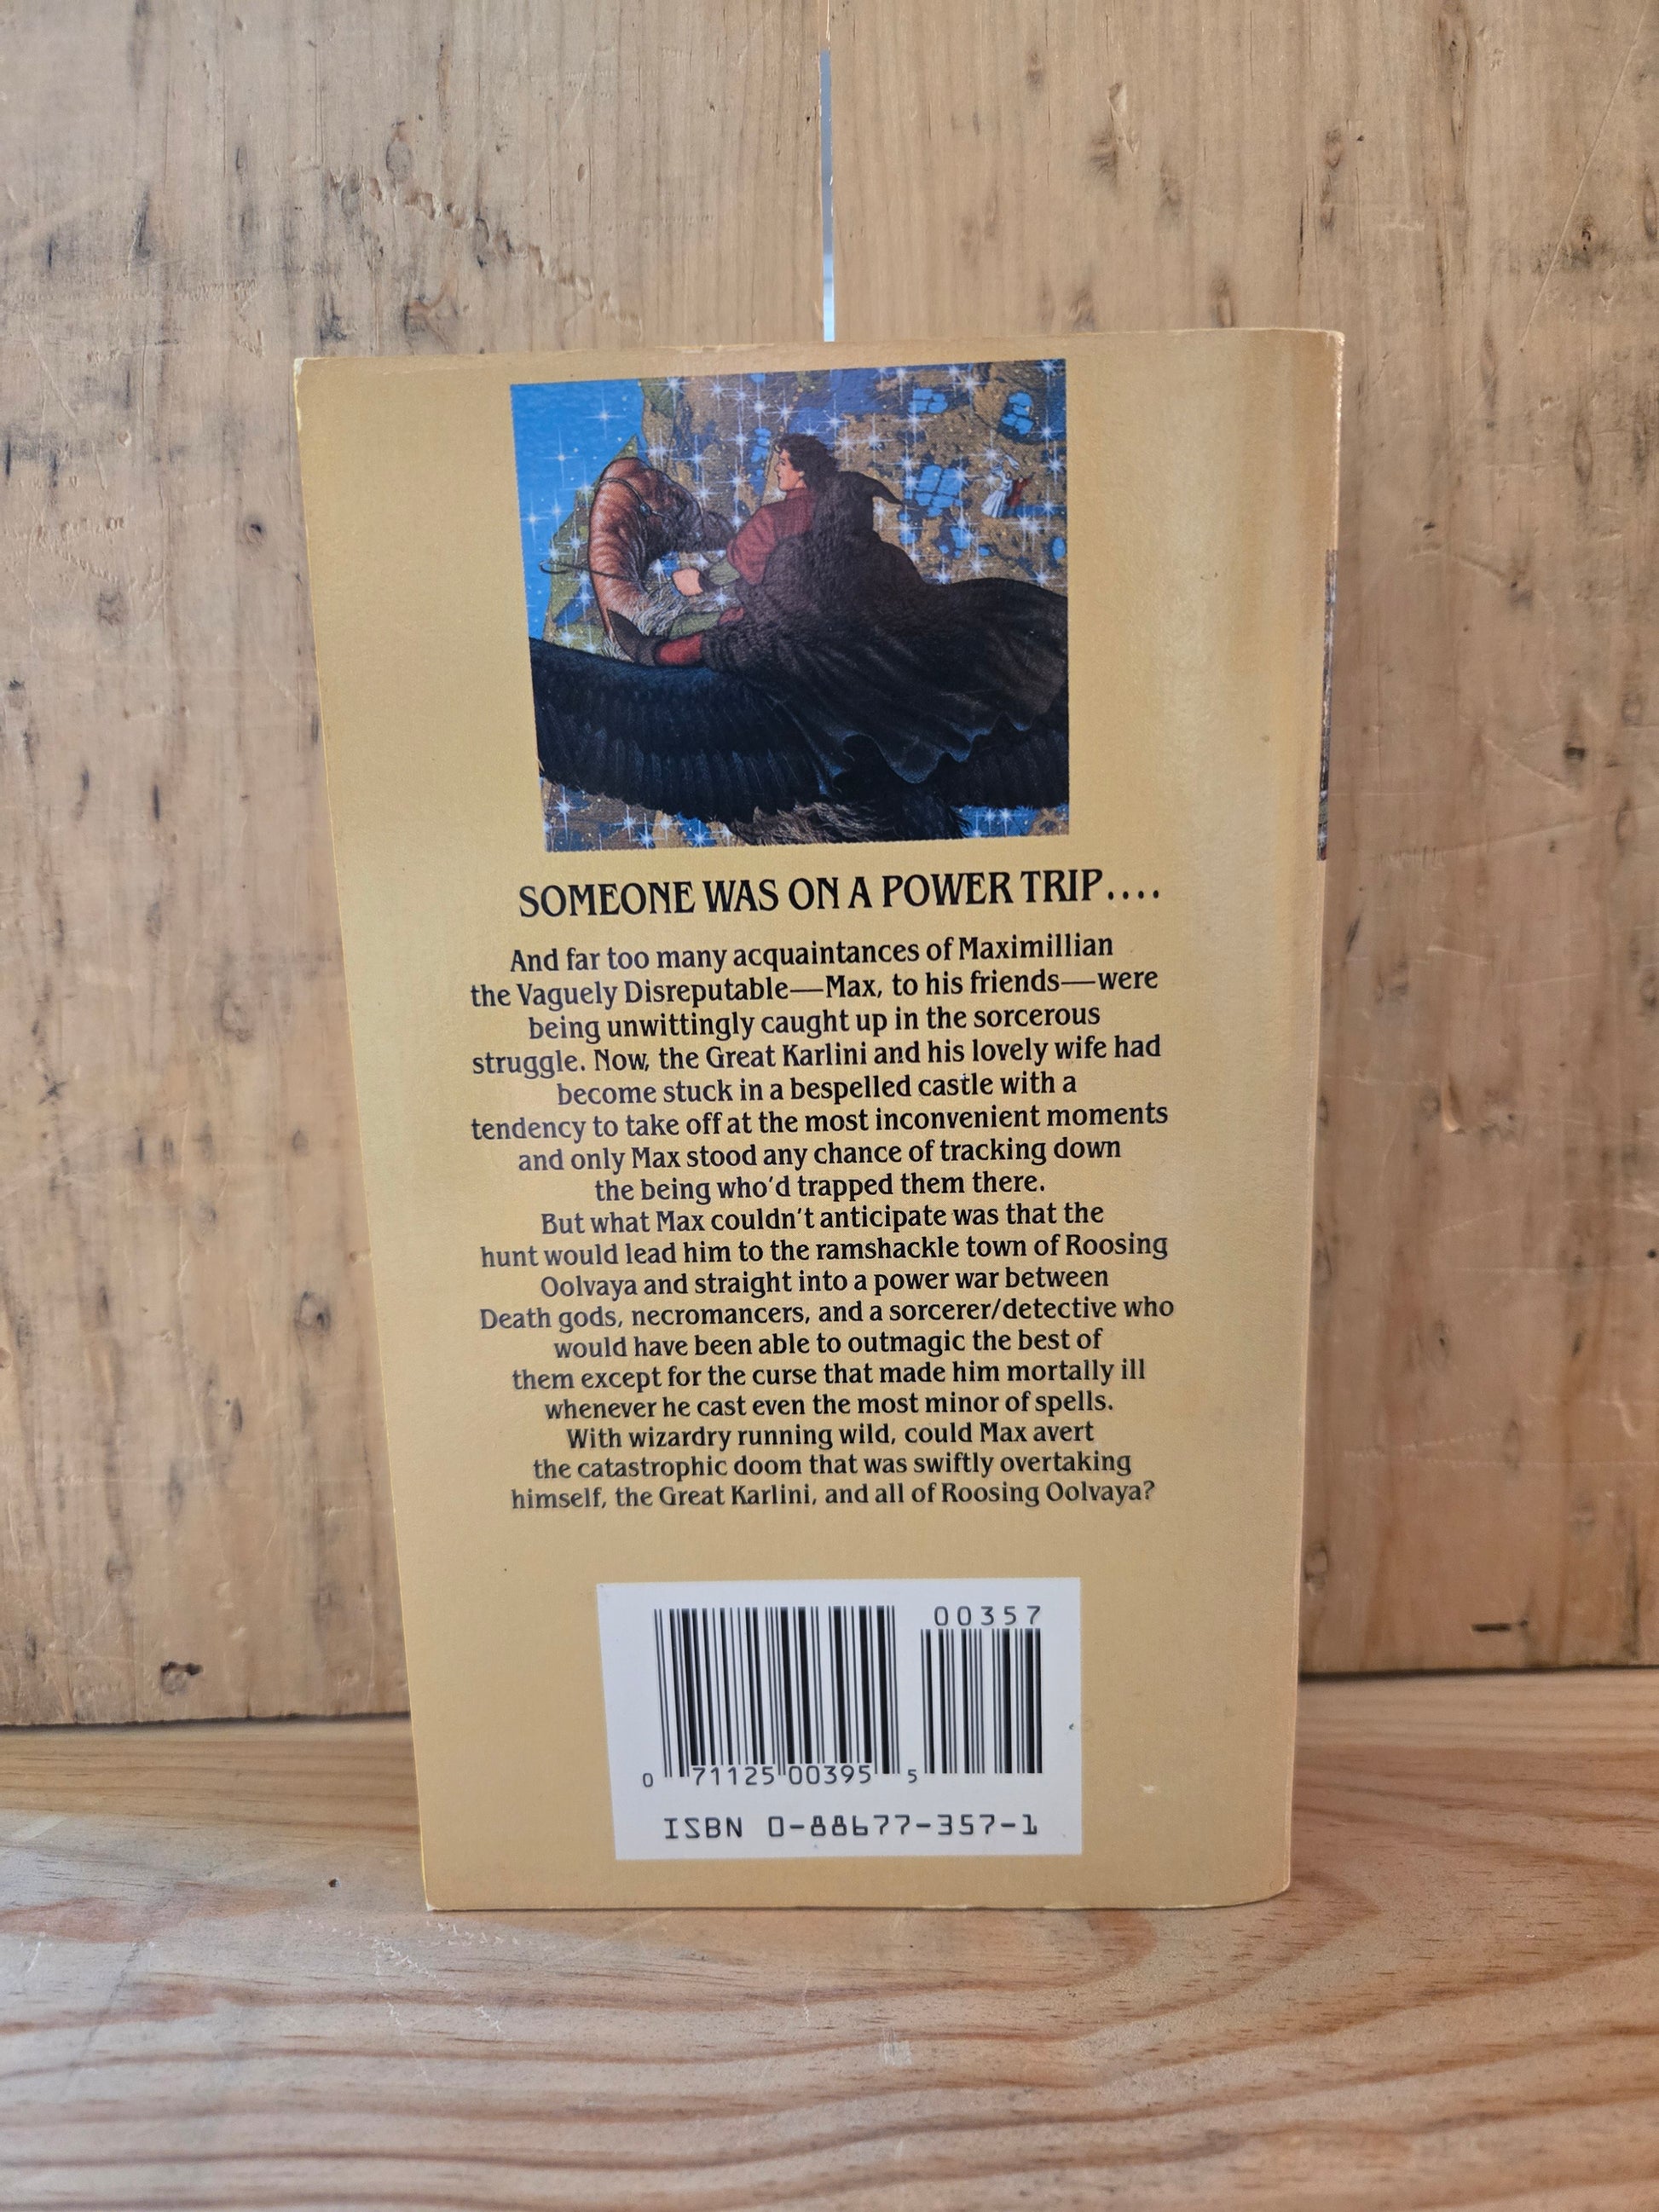 SOMEONE WAS ON A POWER TRIP....
And far too many acquaintances of Maximillian
the Vaguely Disreputable—Max, to his friends—were
being unwittingly caught up in the sorcerous
struggle. Now, the Great Karlini and his lovely wife had
become stuck in a bespelled castle with a
tendency to take off at the most inconvenient moments
and only Max stood any chance of tracking down
the being who'd trapped them there.
But what Max couldn't anticipate was that the
hunt would lead him to the ramshackle town of Roosing
Oolvaya and straight into a power war between
Death gods, necromancers, and a sorcerer/detective who
would have been able to outmagic the best of
them except for the curse that made him mortally ill
whenever he cast even the most minor of spells.
With wizardry running wild, could Max avert
the catastrophic doom that was swiftly overtaking
himself, the Great Karlini, and all of Roosing Oolvaya?
00357
0 71125 00395 5
ISBN 0-88677-357-1